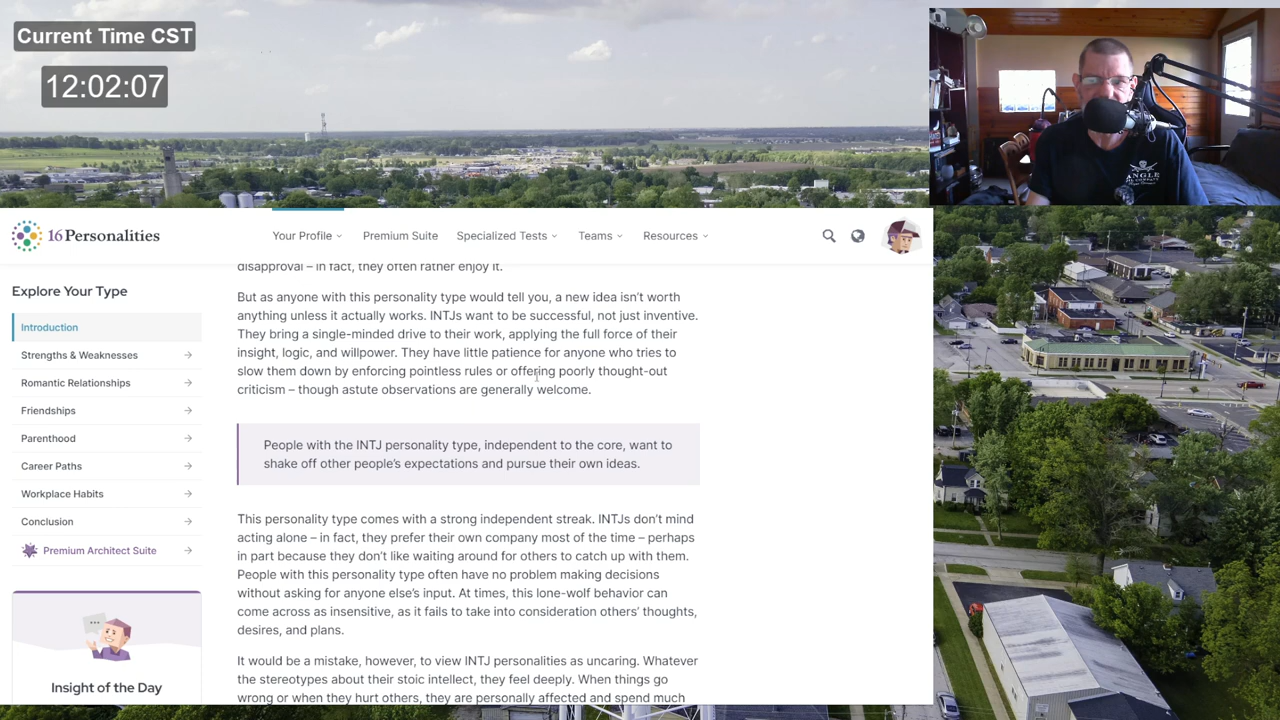 Current Time CST
12:02:07
16Personalities
Your Profile
Premium Suite
Specialized Tests
Teams
Resources
Explore Your Type
Introduction
Strengths & Weaknesses
Romantic Relationships
Friendships
Parenthood
Career Paths
Workplace Habits
Conclusion
Premium Architect Suite
Insight of the Day
disapproval – in fact, they often rather enjoy it.
But as anyone with this personality type would tell you, a new idea isn’t worth
anything unless it actually works. INTJs want to be successful, not just inventive.
They bring a single-minded drive to their work, applying the full force of their
insight, logic, and willpower. They have little patience for anyone who tries to
slow them down by enforcing pointless rules or offering poorly thought-out
criticism – though astute observations are generally welcome.
People with the INTJ personality type, independent to the core, want to
shake off other people’s expectations and pursue their own ideas.
This personality type comes with a strong independent streak. INTJs don’t mind
acting alone – in fact, they prefer their own company most of the time – perhaps
in part because they don’t like waiting around for others to catch up with them.
People with this personality type often have no problem making decisions
without asking for anyone else’s input. At times, this lone-wolf behavior can
come across as insensitive, as it fails to take into consideration others’ thoughts,
desires, and plans.
It would be a mistake, however, to view INTJ personalities as uncaring. Whatever
the stereotypes about their stoic intellect, they feel deeply. When things go
wrong or when they hurt others, they are personally affected and spend much
ANGLE